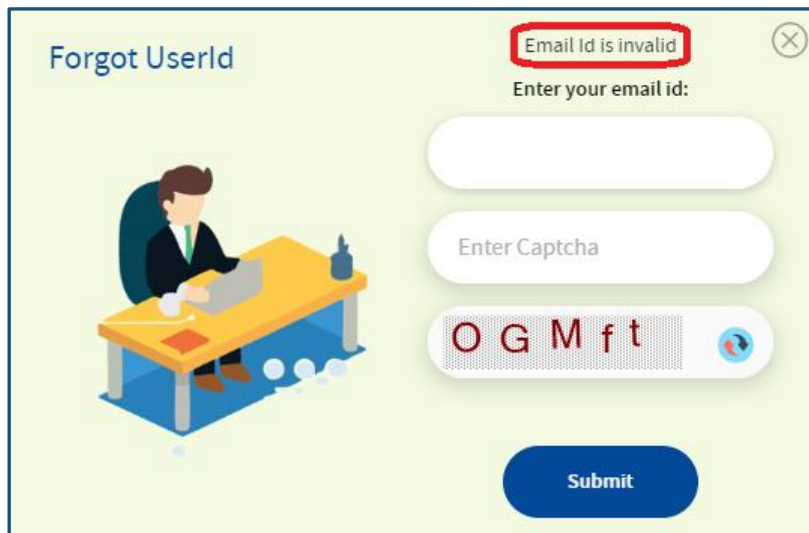 Forgot UserId
Email Id is invalid
Enter your email id:
Enter Captcha
O G M f t
Submit